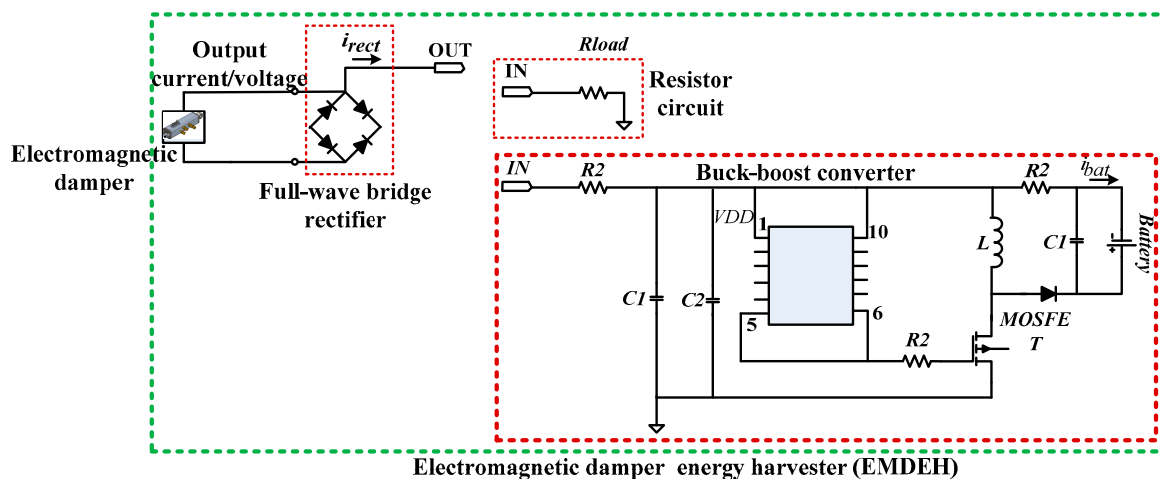 Output
current/voltage
i_rect
OUT
Electromagnetic
damper
Full-wave bridge
rectifier
Rload
IN
Resistor
circuit
IN
R2
Buck-boost converter
R2
i_bat
VDD
1
10
L
C1
Battery
C1
C2
5
6
R2
MOSFE
T
Electromagnetic damper energy harvester (EMDEH)